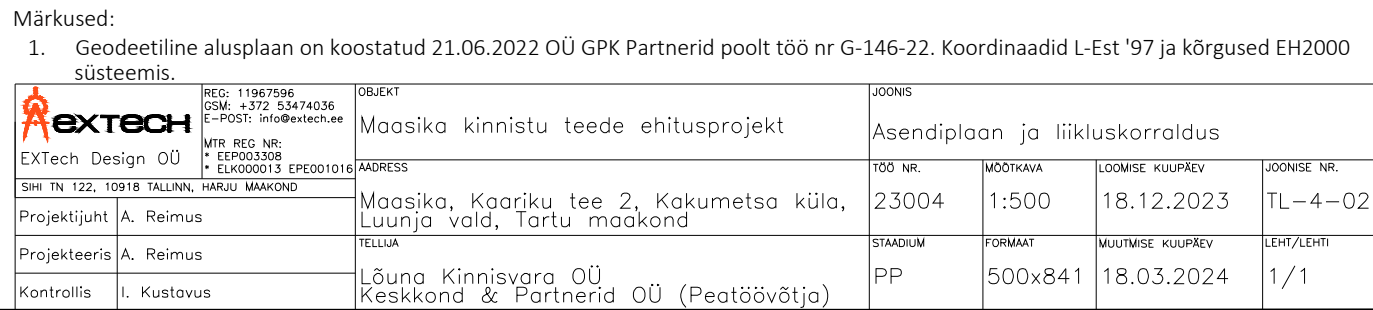 Märkused:
1. Geodeetiline alusplaan on koostatud 21.06.2022 OÜ GPK Partnerid poolt töö nr G-146-22. Koordinaadid L-Est '97 ja kõrgused EH2000
süsteemis.
extech
EXTech Design OÜ
REG: 11967596
GSM: +372 53474036
E-POST: info@extech.ee
MTR REG NR:
* EEP003308
* ELK000013 EPE001016
SIHI TN 122, 10918 TALLINN, HARJU MAAKOND
Projektijuht A. Reimus
Projekteeris A. Reimus
Kontrollis I. Kustavus
OBJEKT
Maasika kinnistu teede ehitusprojekt
AADRESS
Maasika, Kaariku tee 2, Kakumetsa küla,
Luunja vald, Tartu maakond
TELLIJA
Lõuna Kinnisvara OÜ
Keskkond & Partnerid OÜ (Peatöövõtja)
JOONIS
Asendiplaan ja liikluskorraldus
TÖÖ NR. MÕÕTKAVA LOOMISE KUUPÄEV JOONISE NR.
23004 1:500 18.12.2023 TL-4-02
STAADIUM FORMAAT MUUTMISE KUUPÄEV LEHT/LEHTI
PP 500x841 18.03.2024 1/1